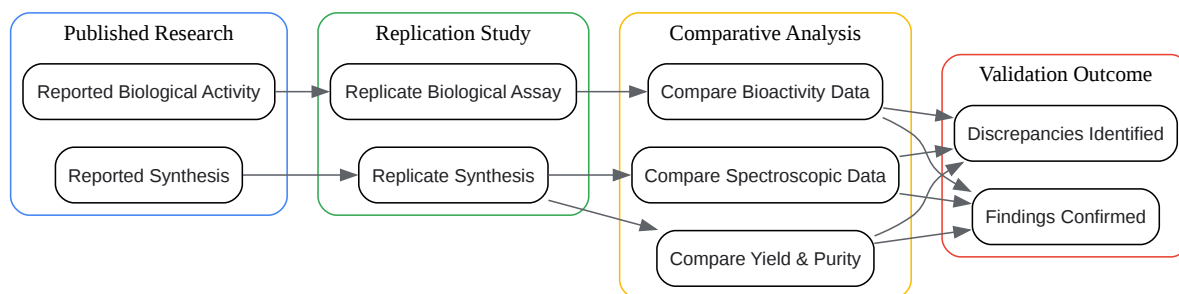 Published Research
Reported Biological Activity
Reported Synthesis
Replication Study
Replicate Biological Assay
Replicate Synthesis
Comparative Analysis
Compare Bioactivity Data
Compare Spectroscopic Data
Compare Yield & Purity
Validation Outcome
Discrepancies Identified
Findings Confirmed